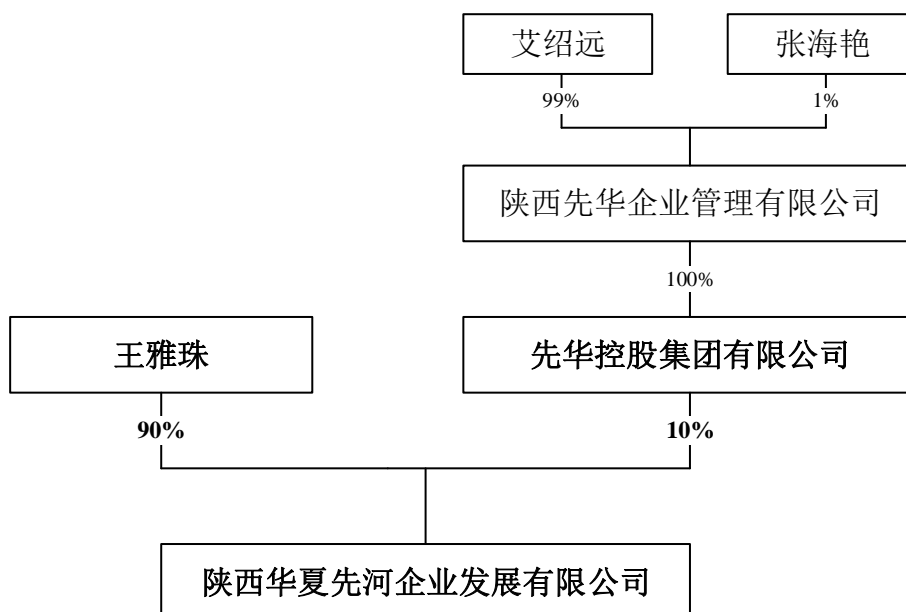 艾绍远
张海艳
99%
1%
陕西先华企业管理有限公司
100%
王雅珠
先华控股集团有限公司
90%
10%
陕西华夏先河企业发展有限公司